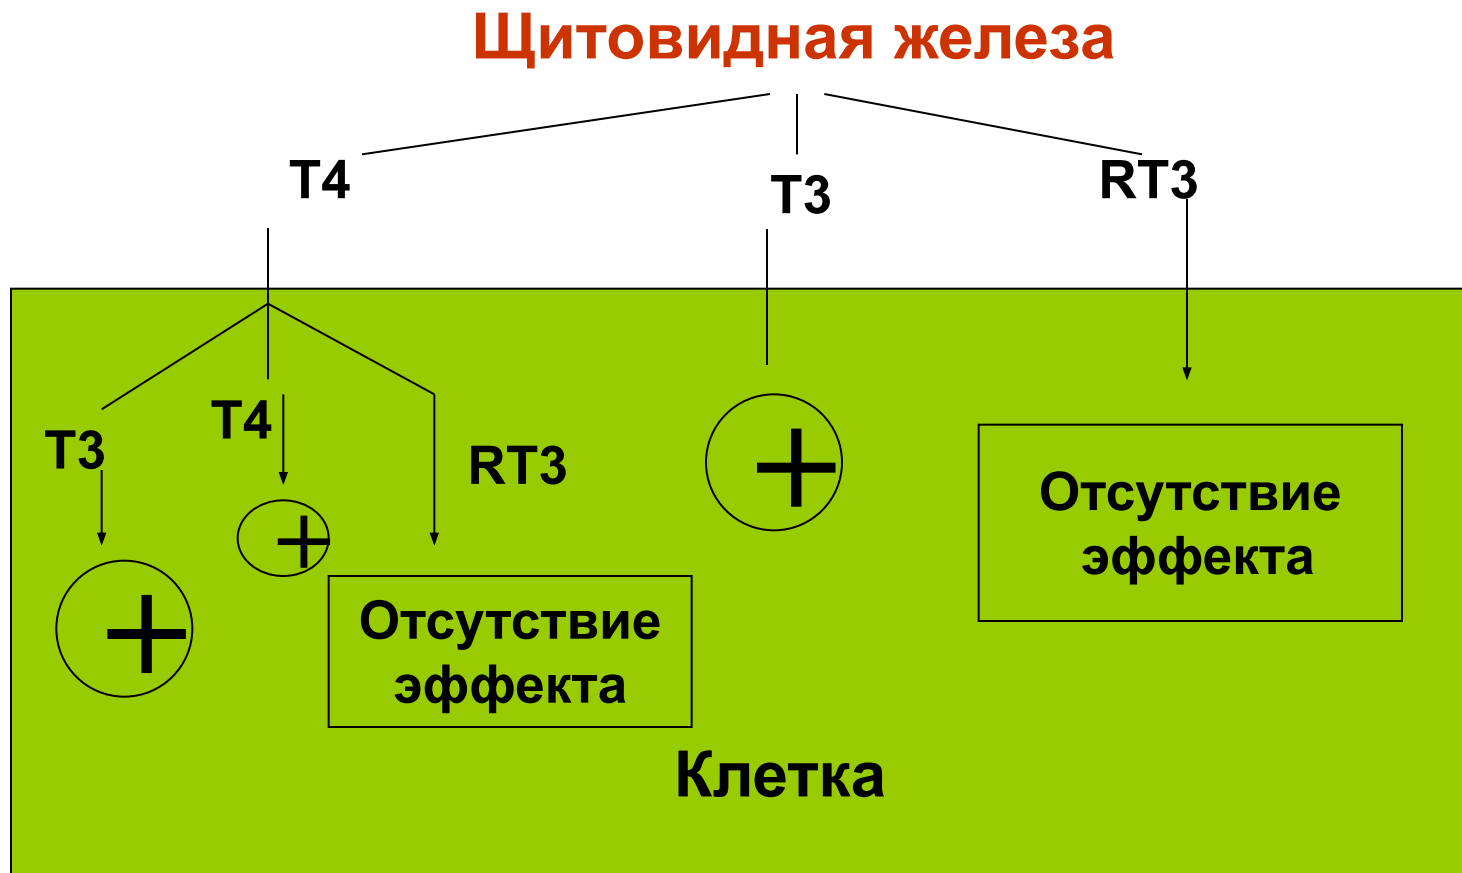 Щитовидная железа
Т4
Т3
RT3
Т3
Т4
RT3
+
+
+
Отсутствие
эффекта
Отсутствие
эффекта
Клетка